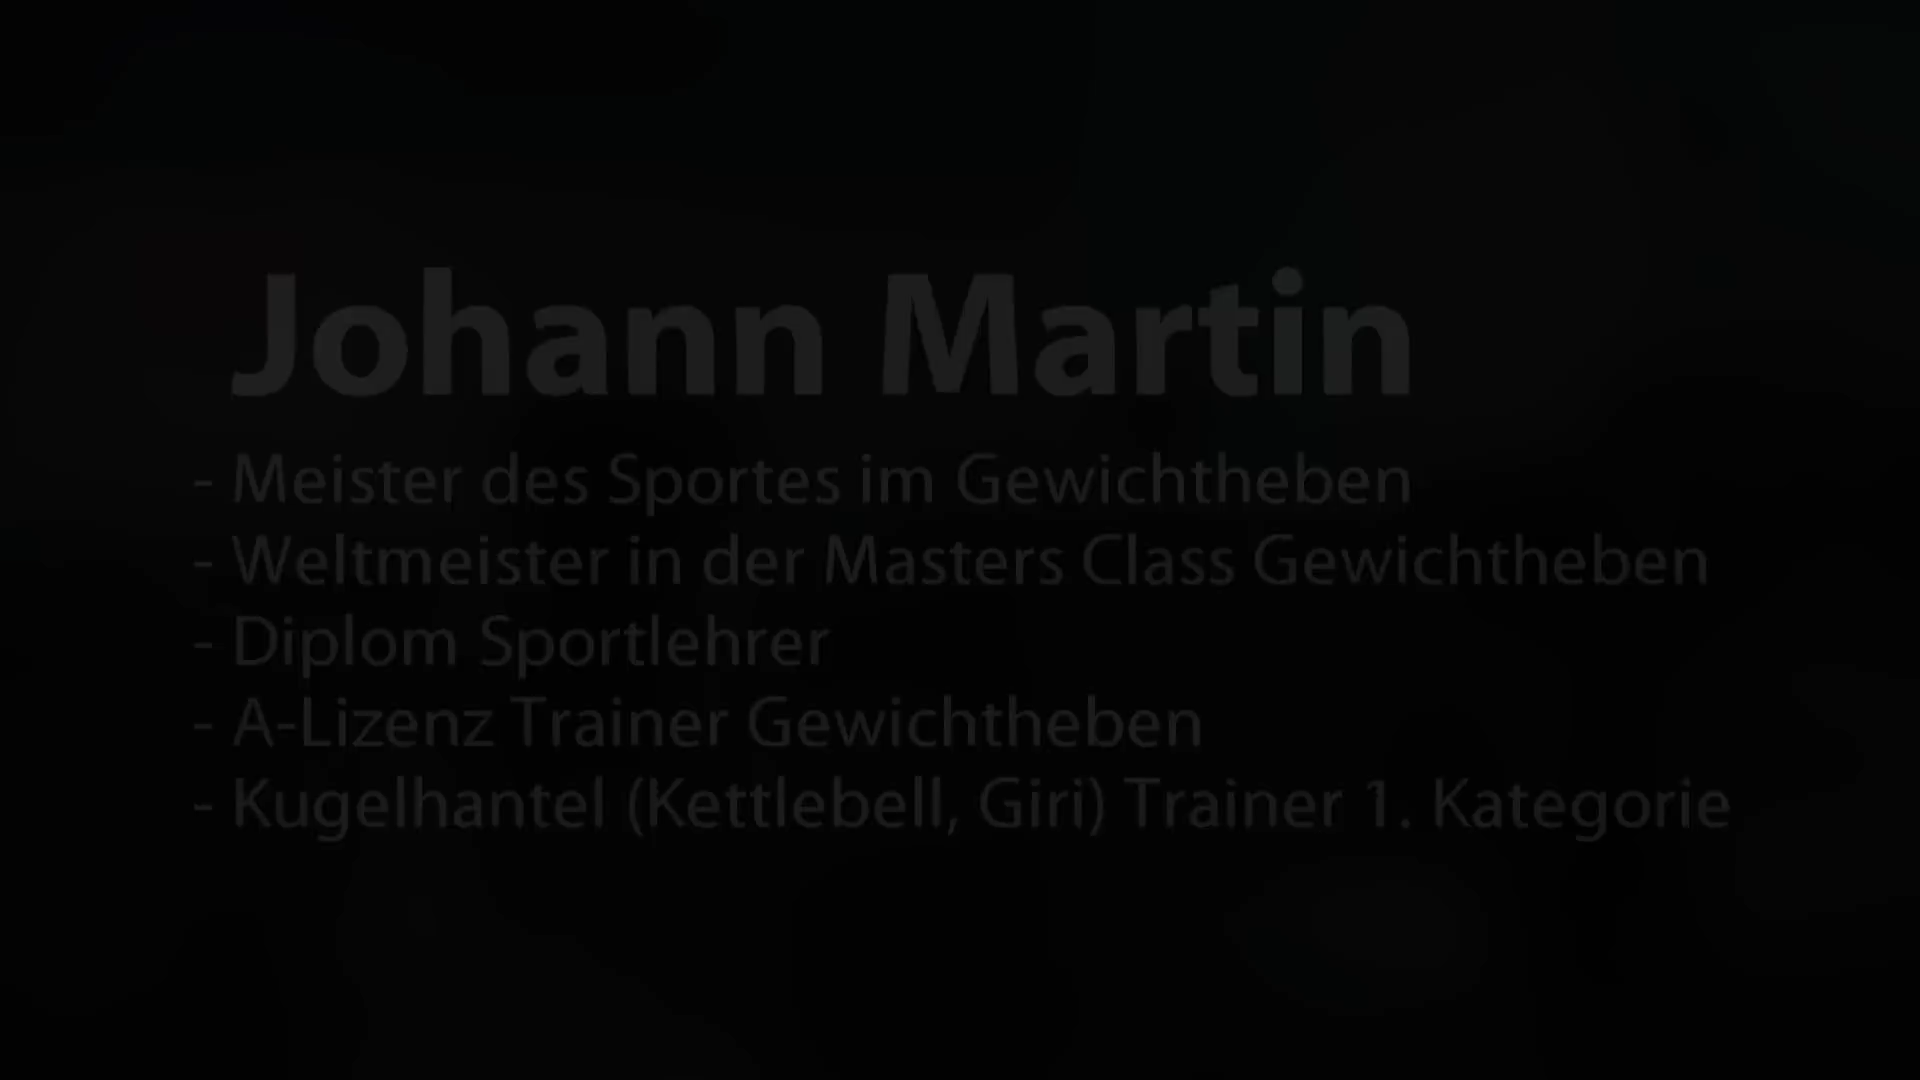 Johann Martin
- Meister des Sportes im Gewichtheben
- Weltmeister in der Masters Class Gewichtheben
- Diplom Sportlehrer
- A-Lizenz Trainer Gewichtheben
- Kugelhantel (Kettlebell, Giri) Trainer 1. Kategorie